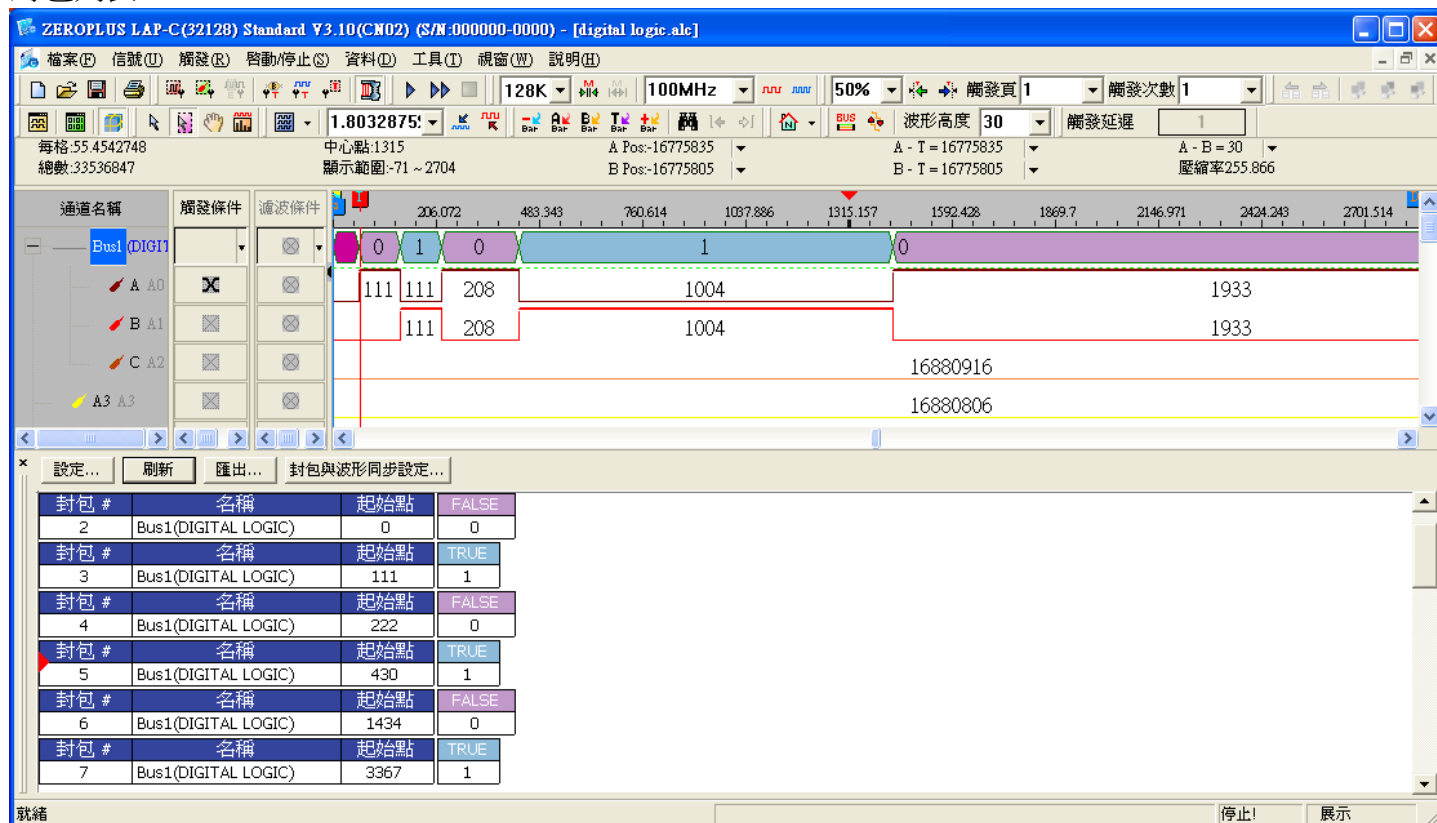 ZEROPLUS LAP-C(32128) Standard V3.10(CN02) (S/N:000000-0000) - [digital logic.alc]
檔案(F) 信號(U) 觸發(R) 啓動/停止(S) 資料(D) 工具(T) 視窗(W) 說明(H)
128K 100MHz 50% 觸發頁 1 觸發次數 1
1.8032875 Bar Bar Bar Bar Bar BUS 波形高度 30 觸發延遲 1
每格:55.4542748 中心點:1315 A Pos:-16775835 A - T = 16775835 A - B = 30
總數:33536847 顯示範圍:-71 ~ 2704 B Pos:-16775805 B - T = 16775805 壓縮率255.866
通道名稱 觸發條件 濾波條件 206.072 483.343 760.614 1037.886 1315.157 1592.428 1869.7 2146.971 2424.243 2701.514
Bus1 (DIGIT 0 1 0 1 0
A A0 111 111 208 1004 1933
B A1 111 208 1004 1933
C A2 16880916
A3 A3 16880806
設定... 刷新 匯出... 封包與波形同步設定...
封包 # 名稱 起始點 FALSE
2 Bus1(DIGITAL LOGIC) 0 0
封包 # 名稱 起始點 TRUE
3 Bus1(DIGITAL LOGIC) 111 1
封包 # 名稱 起始點 FALSE
4 Bus1(DIGITAL LOGIC) 222 0
封包 # 名稱 起始點 TRUE
5 Bus1(DIGITAL LOGIC) 430 1
封包 # 名稱 起始點 FALSE
6 Bus1(DIGITAL LOGIC) 1434 0
封包 # 名稱 起始點 TRUE
7 Bus1(DIGITAL LOGIC) 3367 1
就緒 停止! 展示